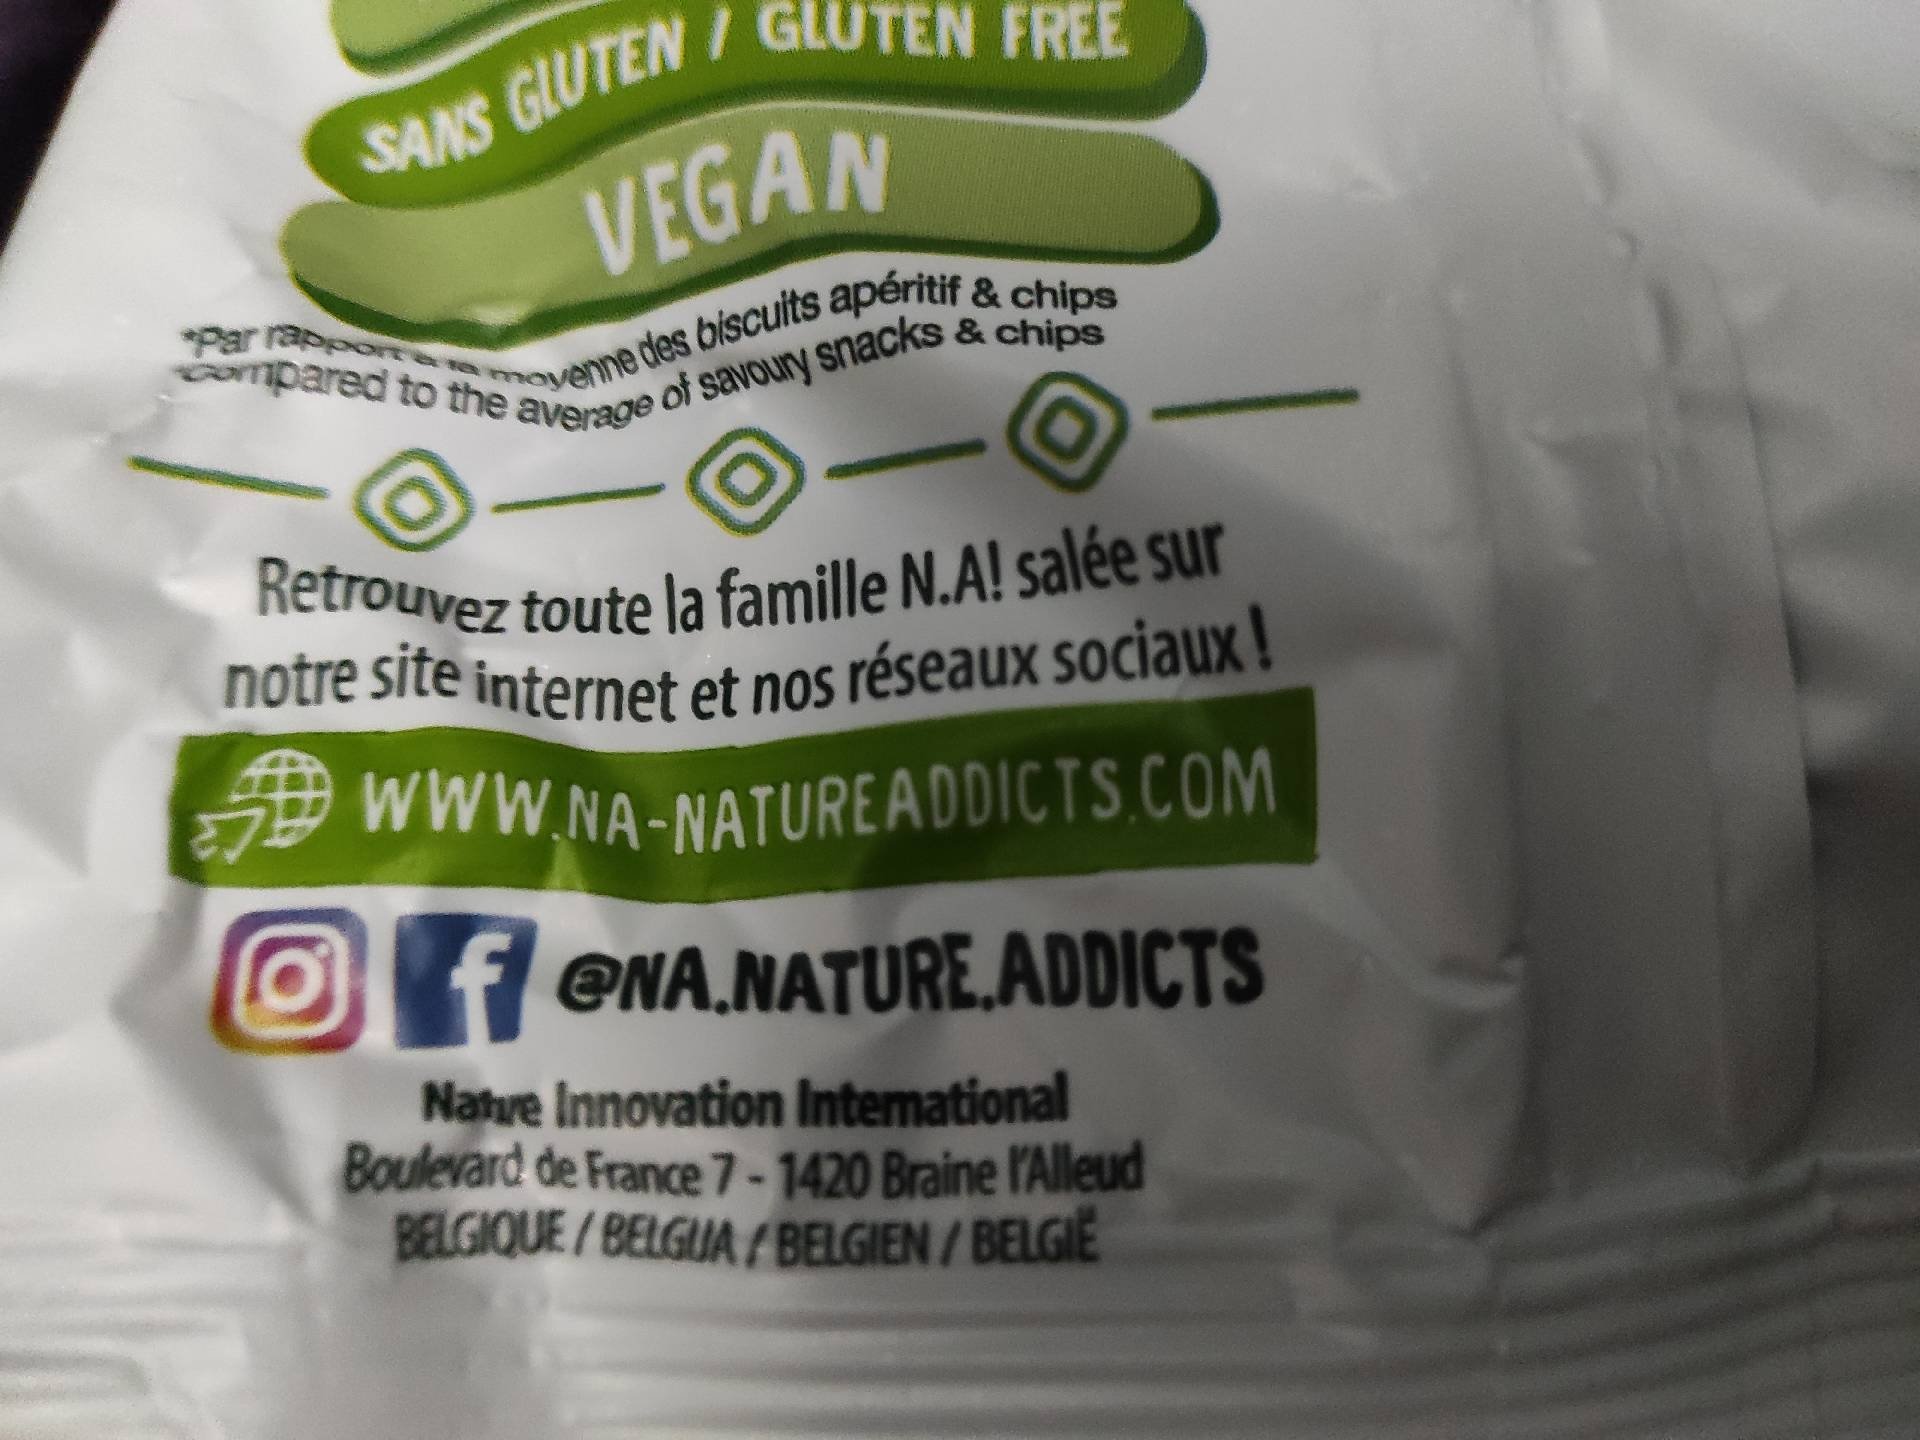 SANS GLUTEN / GLUTEN FREE
VEGAN
*Par rapport à la moyenne des biscuits apéritif & chips
*compared to the average of savoury snacks & chips
Retrouvez toute la famille N.A! salée sur
notre site internet et nos réseaux sociaux !
WWW.NA-NATUREADDICTS.COM
@NA.NATURE.ADDICTS
Nature Innovation International
Boulevard de France 7 - 1420 Braine l'Alleud
BELGIQUE / BELGIJA / BELGIEN / BELGIË